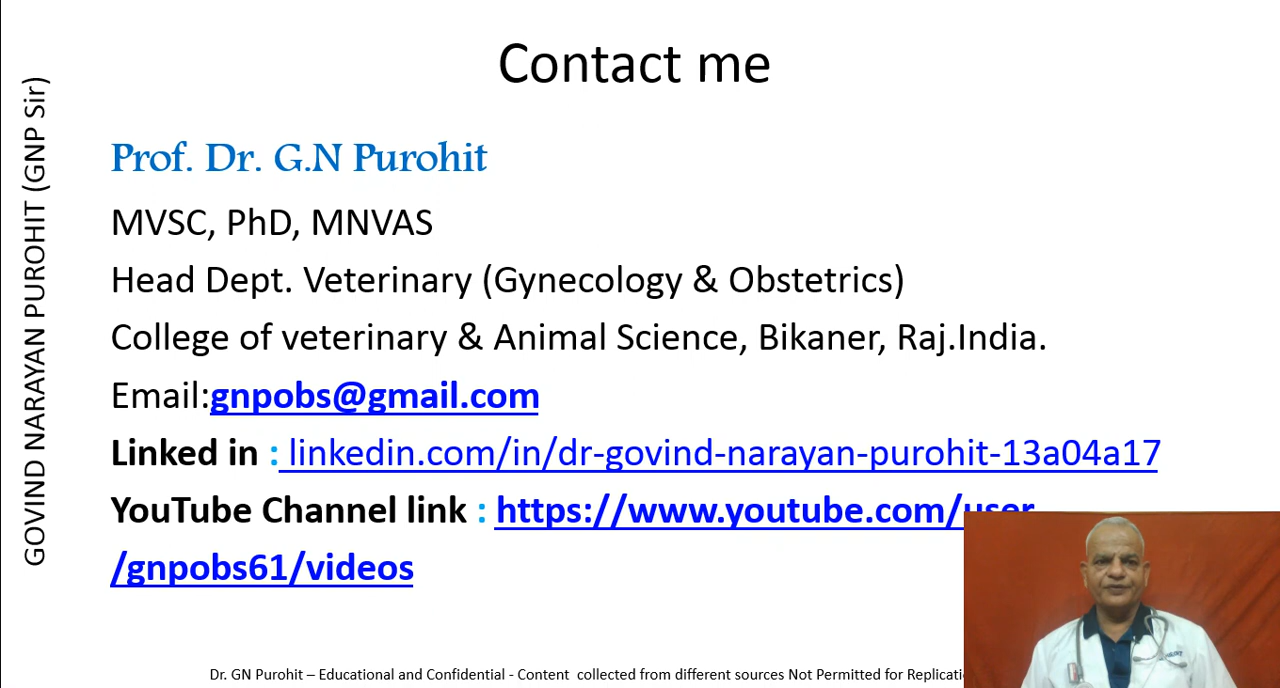 Contact me
GOVIND NARAYAN PUROHIT (GNP Sir)
Prof. Dr. G.N Purohit
MVSC, PhD, MNVAS
Head Dept. Veterinary (Gynecology & Obstetrics)
College of veterinary & Animal Science, Bikaner, Raj.India.
Email:gnpobs@gmail.com
Linked in : linkedin.com/in/dr-govind-narayan-purohit-13a04a17
YouTube Channel link : https://www.youtube.com/user
/gnpobs61/videos
Dr. GN Purohit – Educational and Confidential - Content collected from different sources Not Permitted for